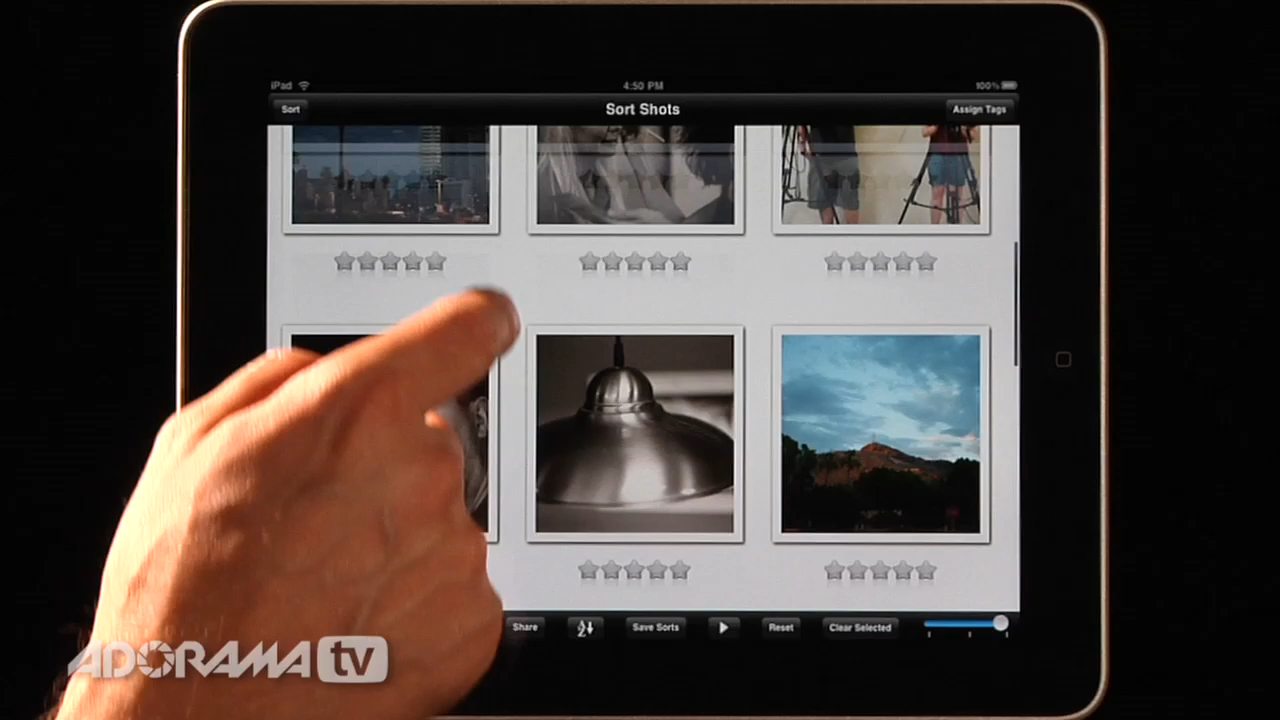 iPad 4:50 PM 100%
Sort Sort Shots Assign Tags
Share Save Sorts Reset Clear Selected
ADORAMA tv